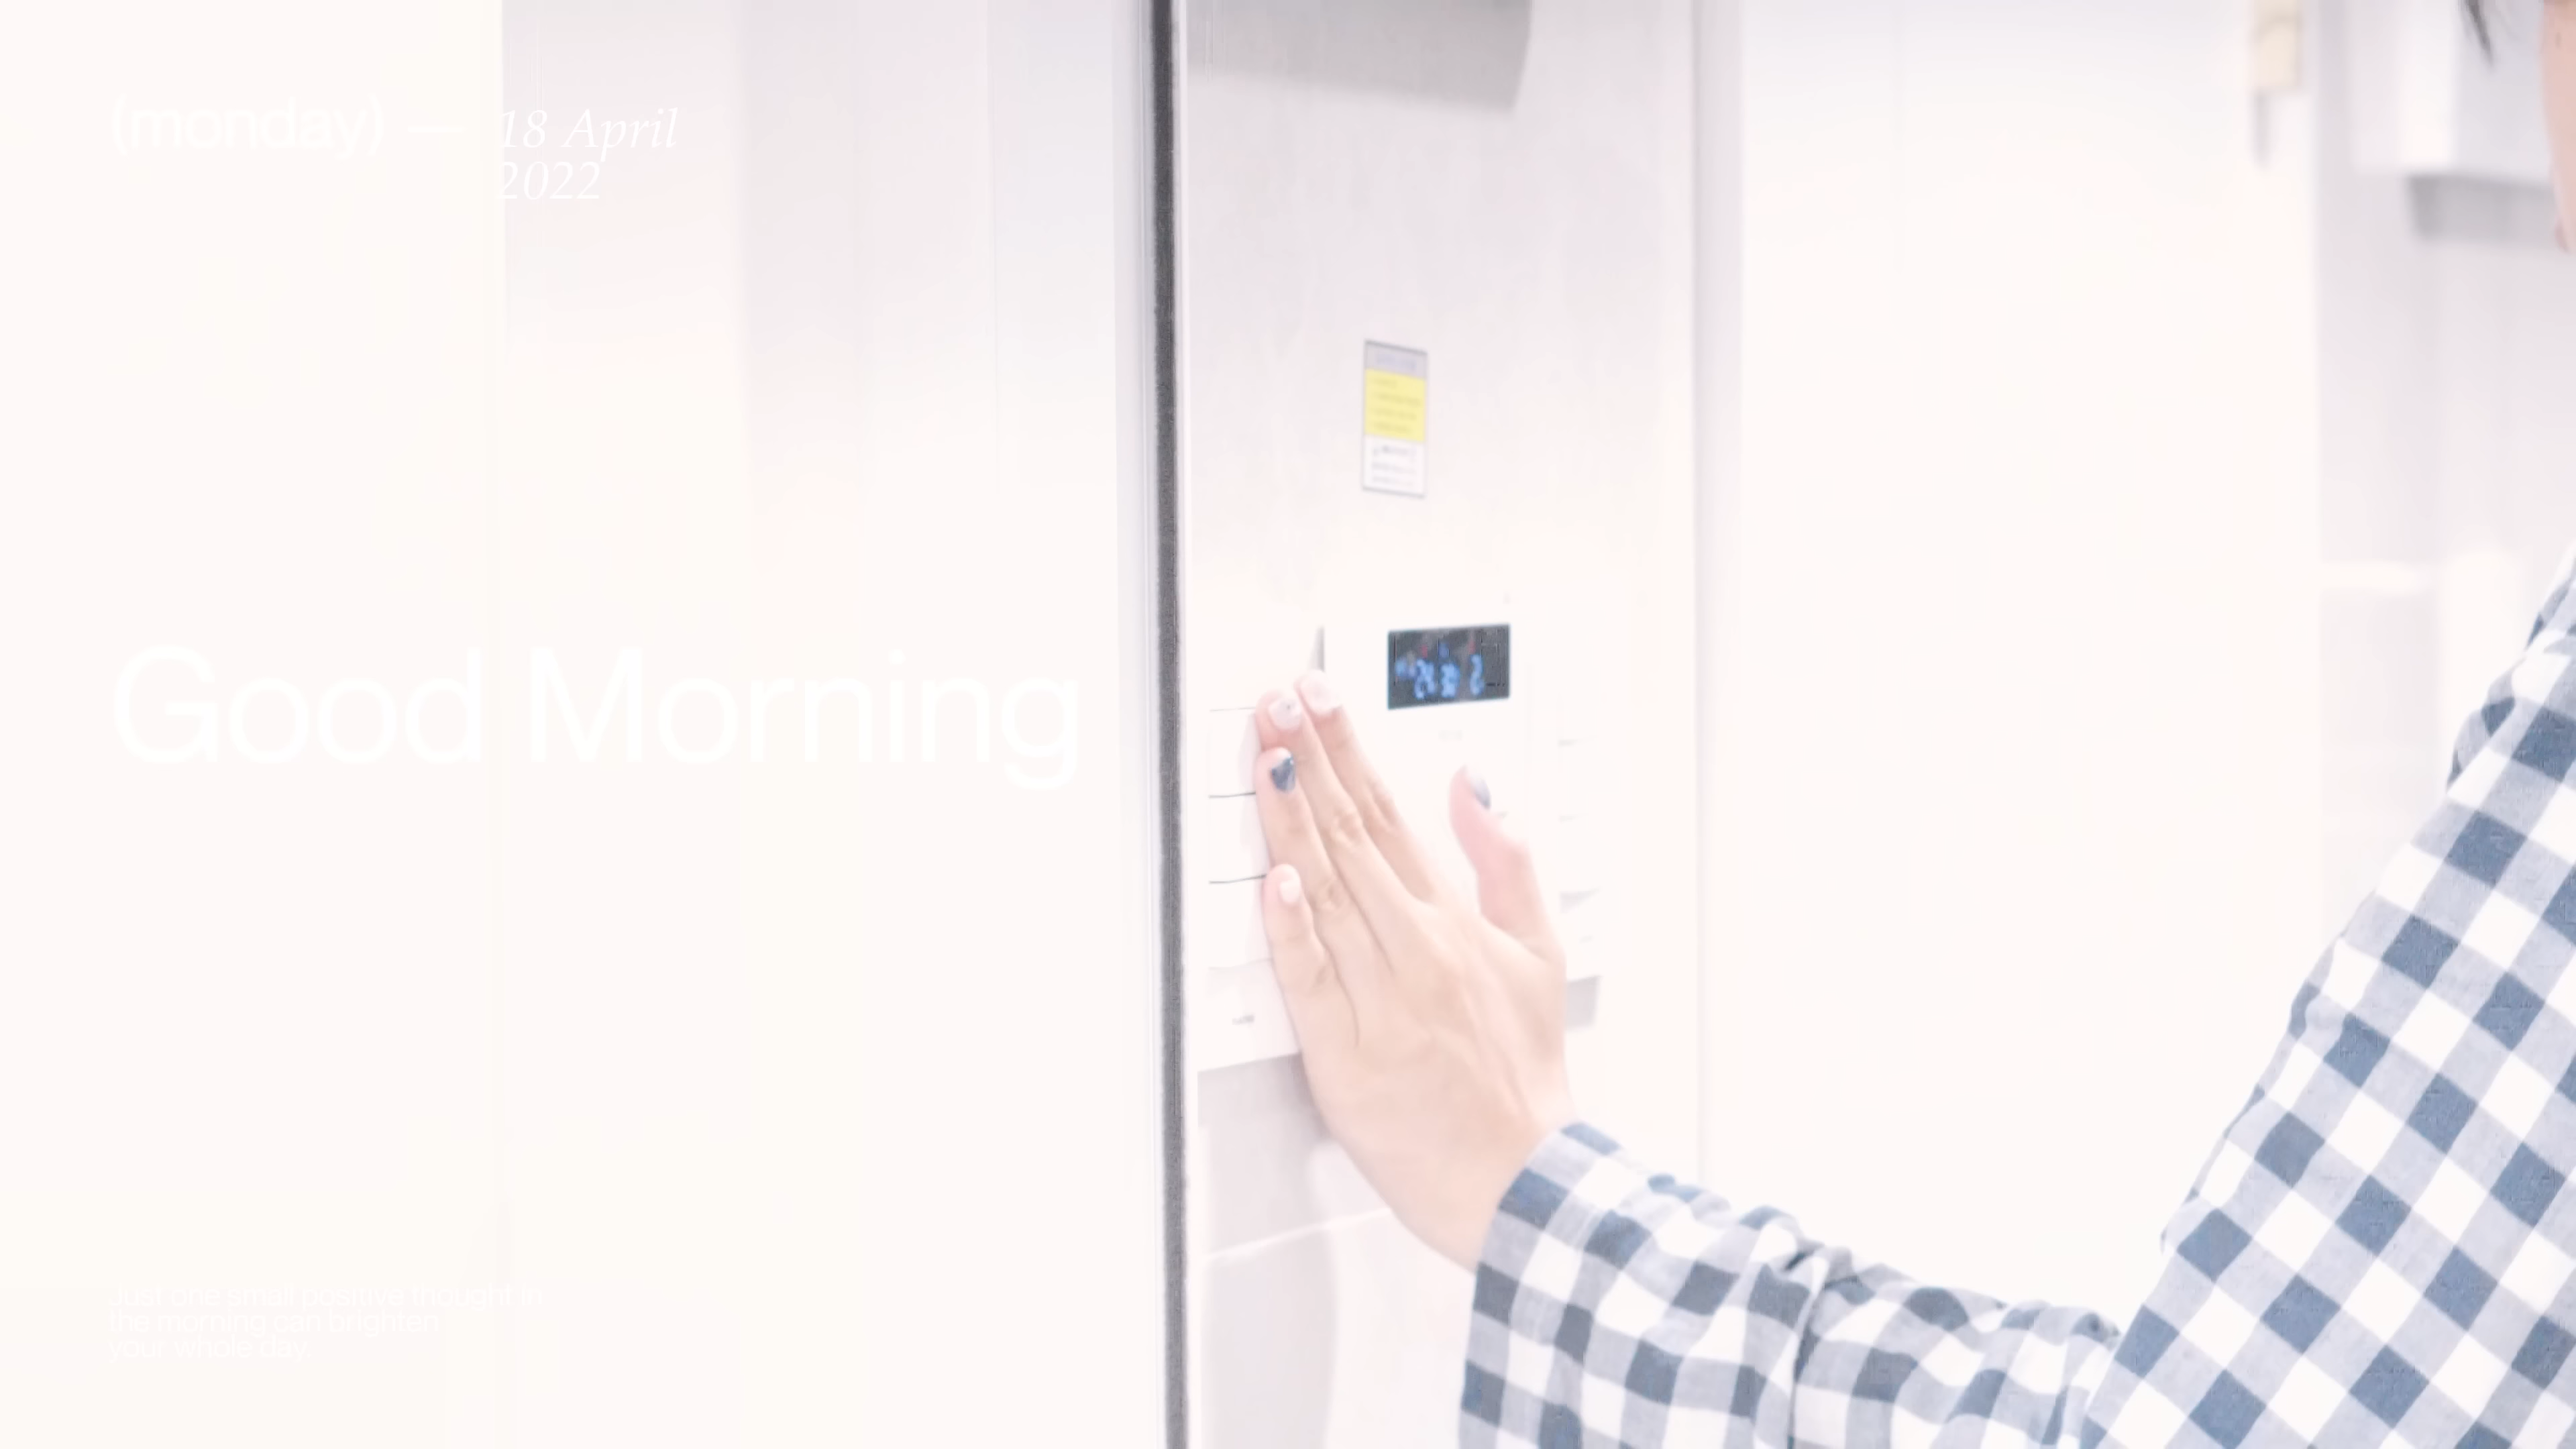 (monday) — 18 April
2022
Good Morning
Just one small positive thought in
the morning can brighten
your whole day.